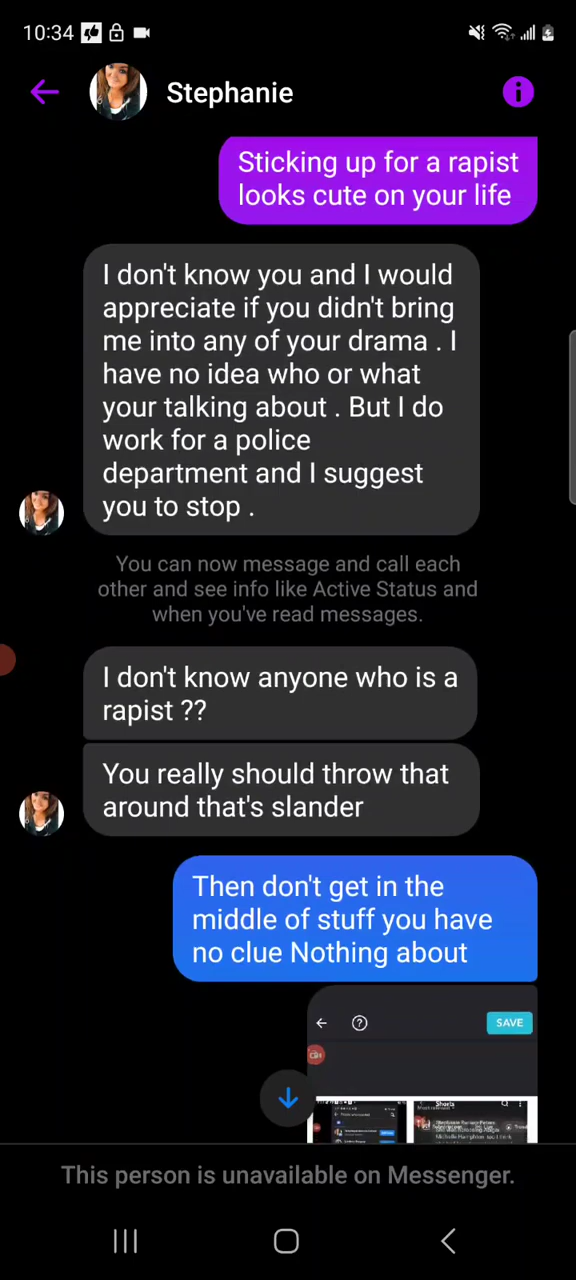 10:34
Stephanie
Sticking up for a rapist
looks cute on your life
I don't know you and I would
appreciate if you didn't bring
me into any of your drama . I
have no idea who or what
your talking about . But I do
work for a police
department and I suggest
you to stop .
You can now message and call each
other and see info like Active Status and
when you've read messages.
I don't know anyone who is a
rapist ??
You really should throw that
around that's slander
Then don't get in the
middle of stuff you have
no clue Nothing about
SAVE
This person is unavailable on Messenger.